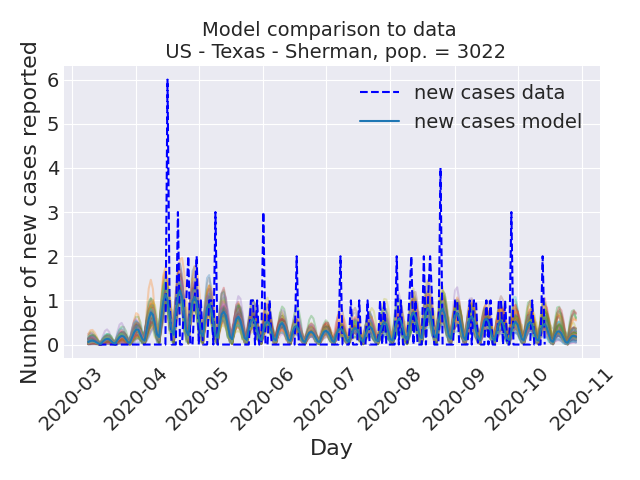 Model comparison to data
US - Texas - Sherman, pop. = 3022
Number of new cases reported
6
5
4
3
2
1
0
new cases data
new cases model
2020-03
2020-04
2020-05
2020-06
2020-07
2020-08
2020-09
2020-10
2020-11
Day